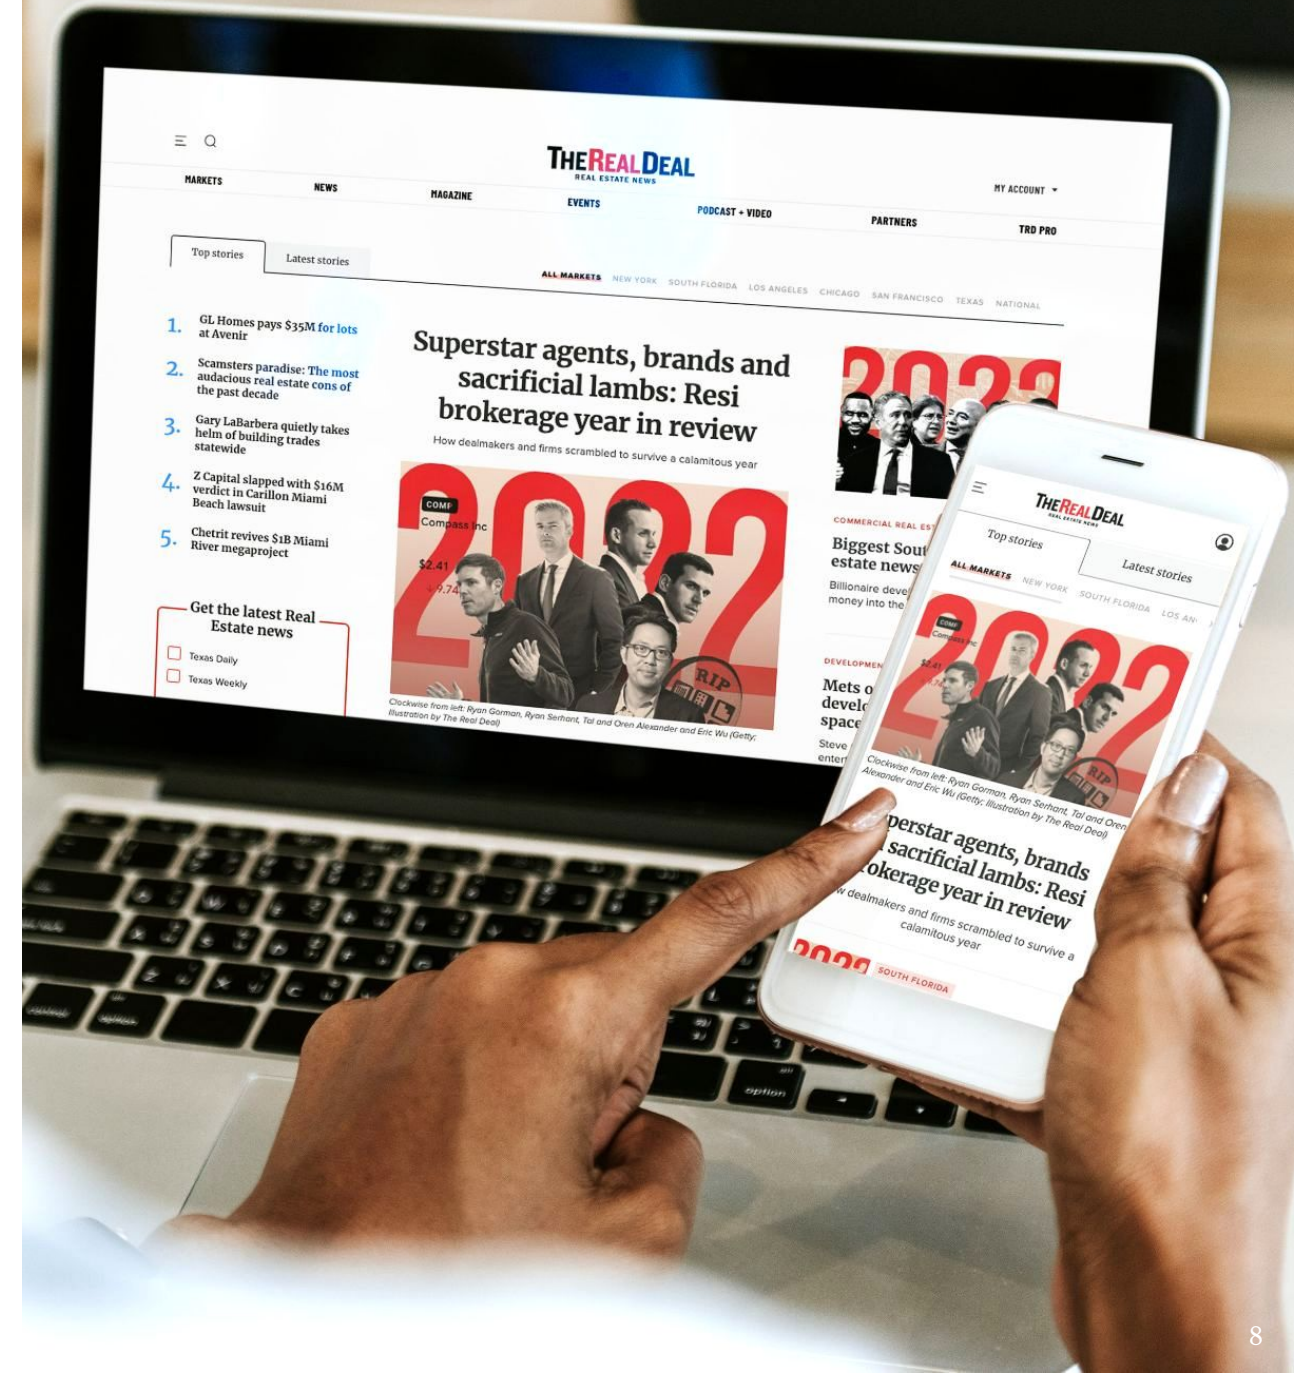 THEREALDEAL
REAL ESTATE NEWS
MY ACCOUNT
MARKETS
NEWS
MAGAZINE
EVENTS
PODCAST + VIDEO
PARTNERS
TRD PRO
Top stories
Latest stories
ALL MARKETS
NEW YORK
SOUTH FLORIDA
LOS ANGELES
CHICAGO
SAN FRANCISCO
TEXAS
NATIONAL
1. GL Homes pays $35M for lots
at Avenir
2. Scamsters paradise: The most
audacious real estate cons of
the past decade
3. Gary LaBarbera quietly takes
helm of building trades
statewide
4. Z Capital slapped with $16M
verdict in Carillon Miami
Beach lawsuit
5. Chetrit revives $1B Miami
River megaproject
Get the latest Real
Estate news
Texas Daily
Texas Weekly
Superstar agents, brands and
sacrificial lambs: Resi
brokerage year in review
How dealmakers and firms scrambled to survive a calamitous year
2022
COMP
Compass Inc
$2.41
9.74
RIP
Clockwise from left: Ryan Gorman, Ryan Serhant, Tal and Oren Alexander and Eric Wu (Getty;
Illustration by The Real Deal)
2022
COMMERCIAL REAL EST
Biggest Sout
estate news
Billionaire deve
money into the
DEVELOPMEN
Mets o
develo
space
Steve
enter
THEREALDEAL
REAL ESTATE NEWS
Top stories
Latest stories
ALL MARKETS
NEW YORK
SOUTH FLORIDA
LOS AN
2022
COMP
Compass Inc
$2.41
RIP
Clockwise from left: Ryan Gorman, Ryan Serhant, Tal and Oren
Alexander and Eric Wu (Getty; Illustration by The Real Deal)
perstar agents, brands
sacrificial lambs: Resi
okerage year in review
w dealmakers and firms scrambled to survive a
calamitous year
2022
SOUTH FLORIDA
control
option
option
8